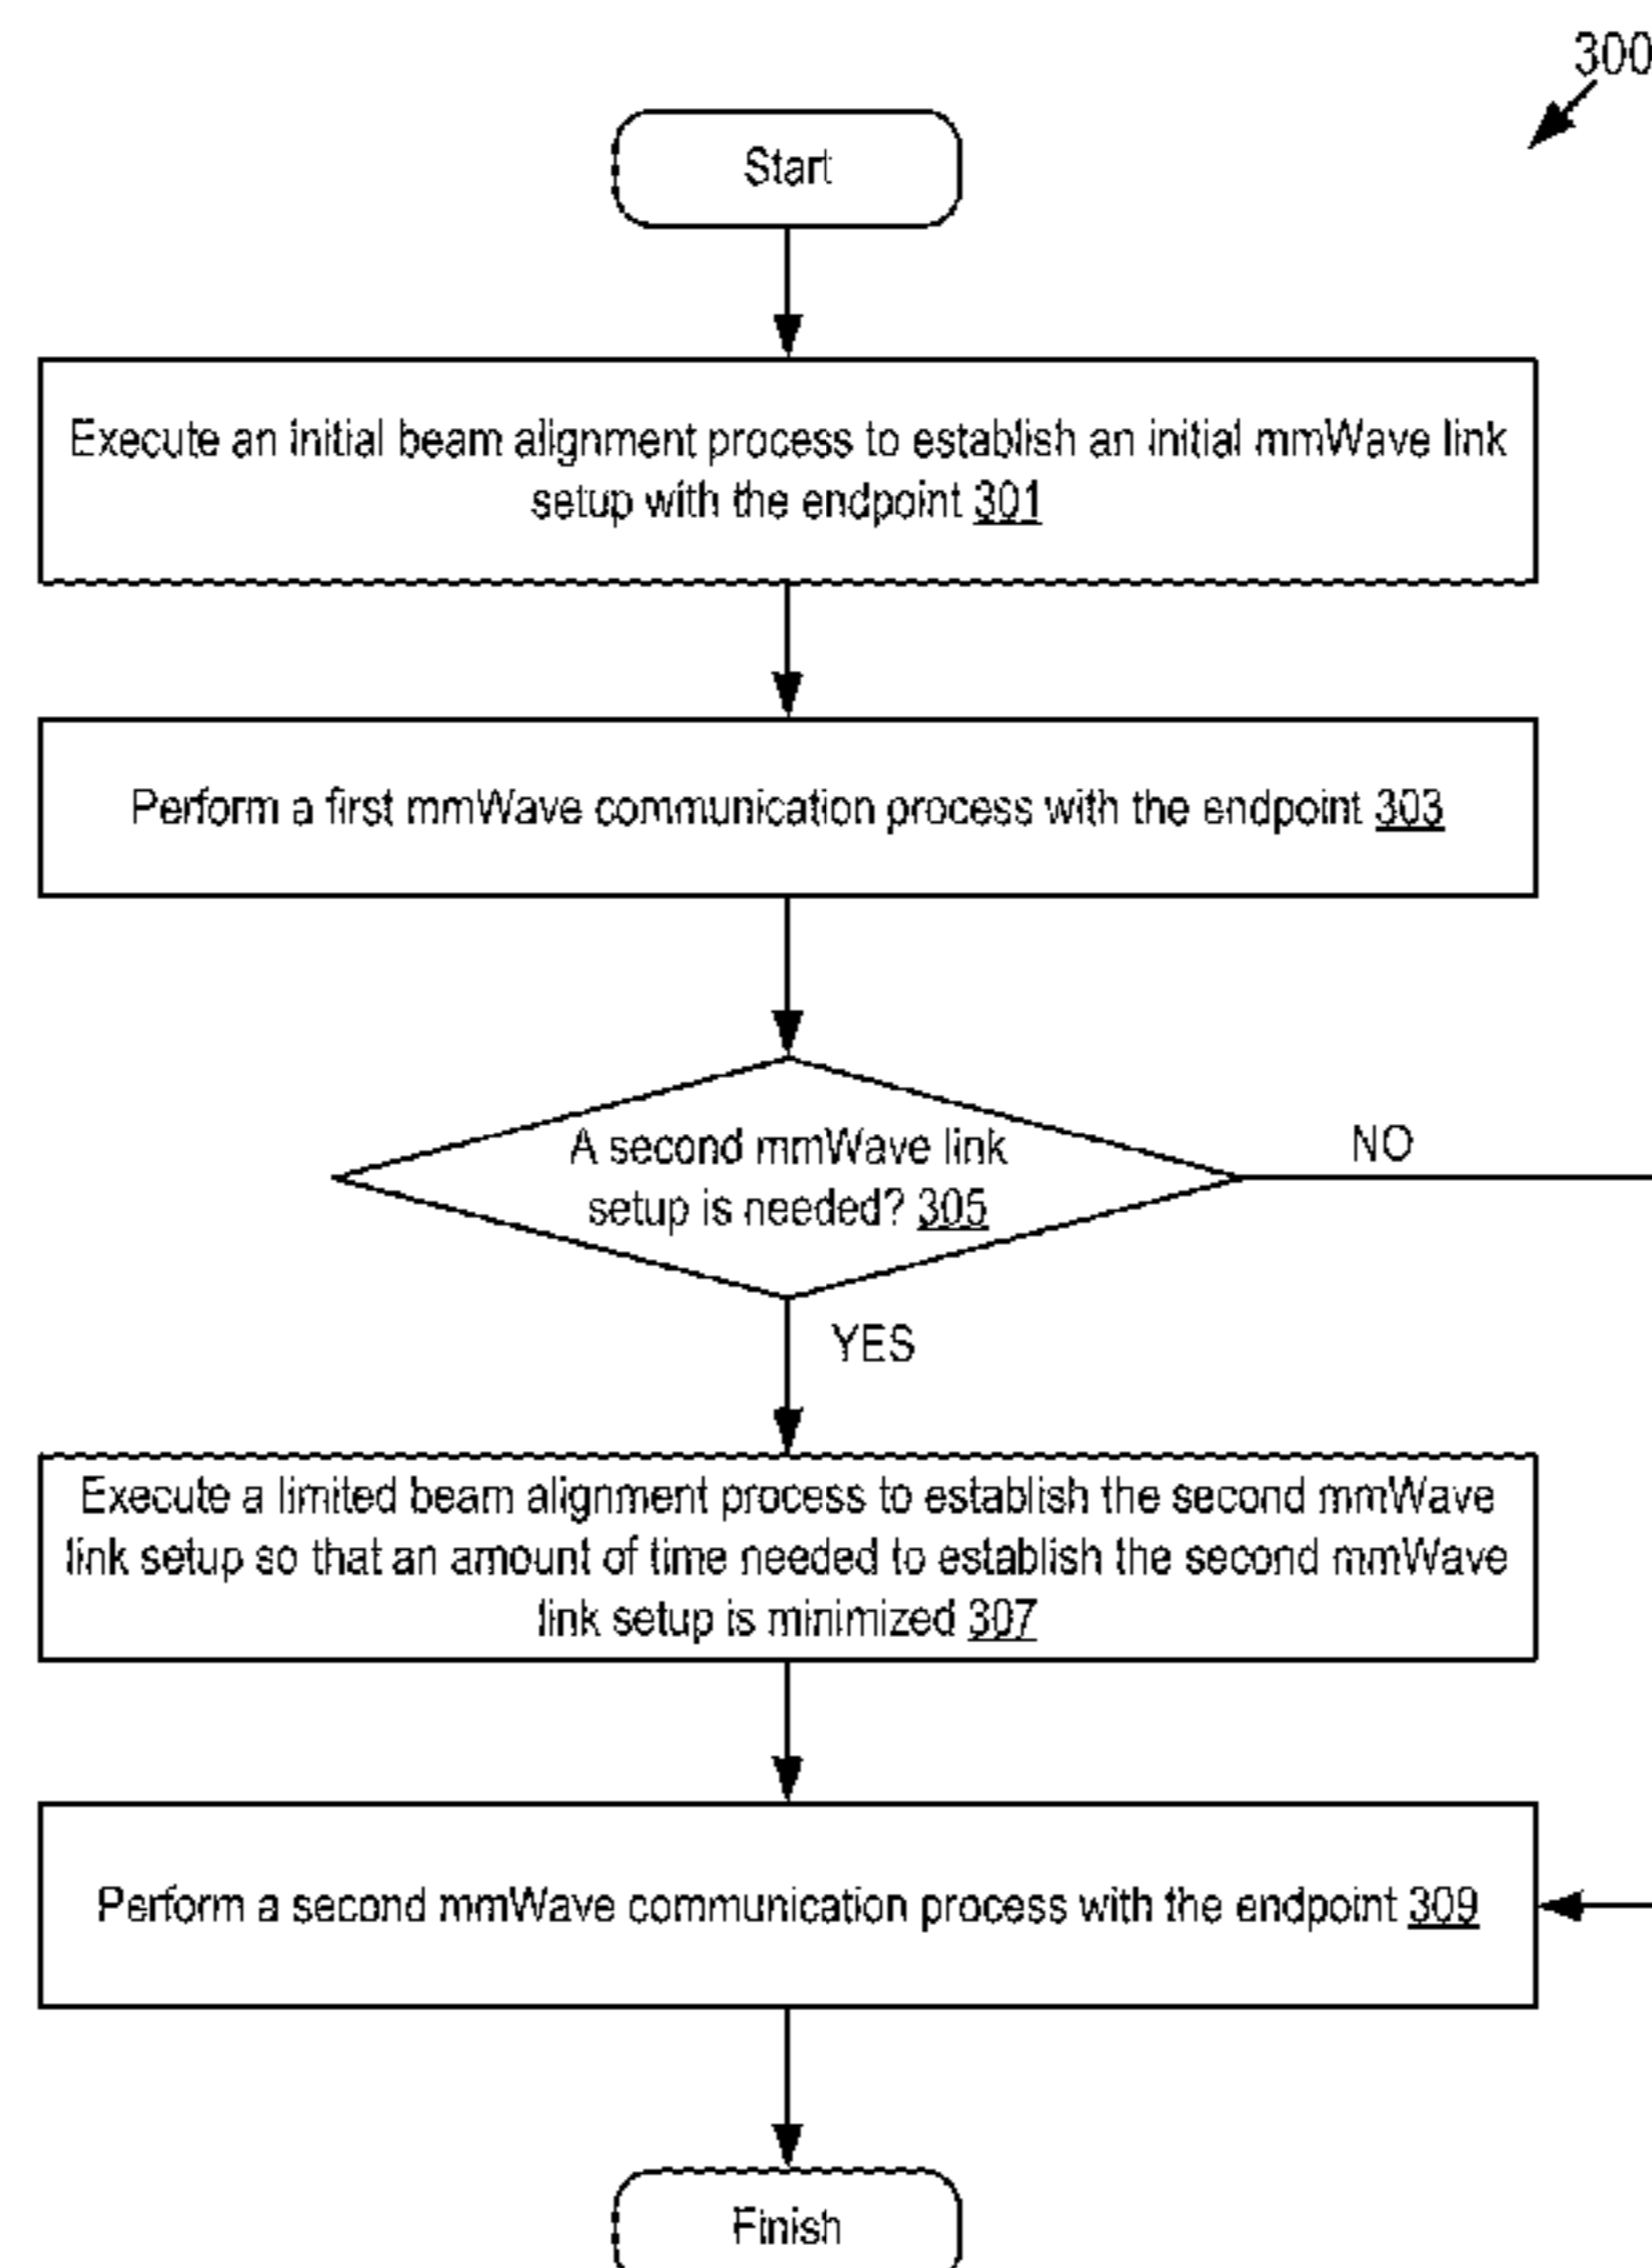 300
Start
Execute an initial beam alignment process to establish an initial mmWave link
setup with the endpoint 301
Perform a first mmWave communication process with the endpoint 303
A second mmWave link
setup is needed? 305
NO
YES
Execute a limited beam alignment process to establish the second mmWave
link setup so that an amount of time needed to establish the second mmWave
link setup is minimized 307
Perform a second mmWave communication process with the endpoint 309
Finish